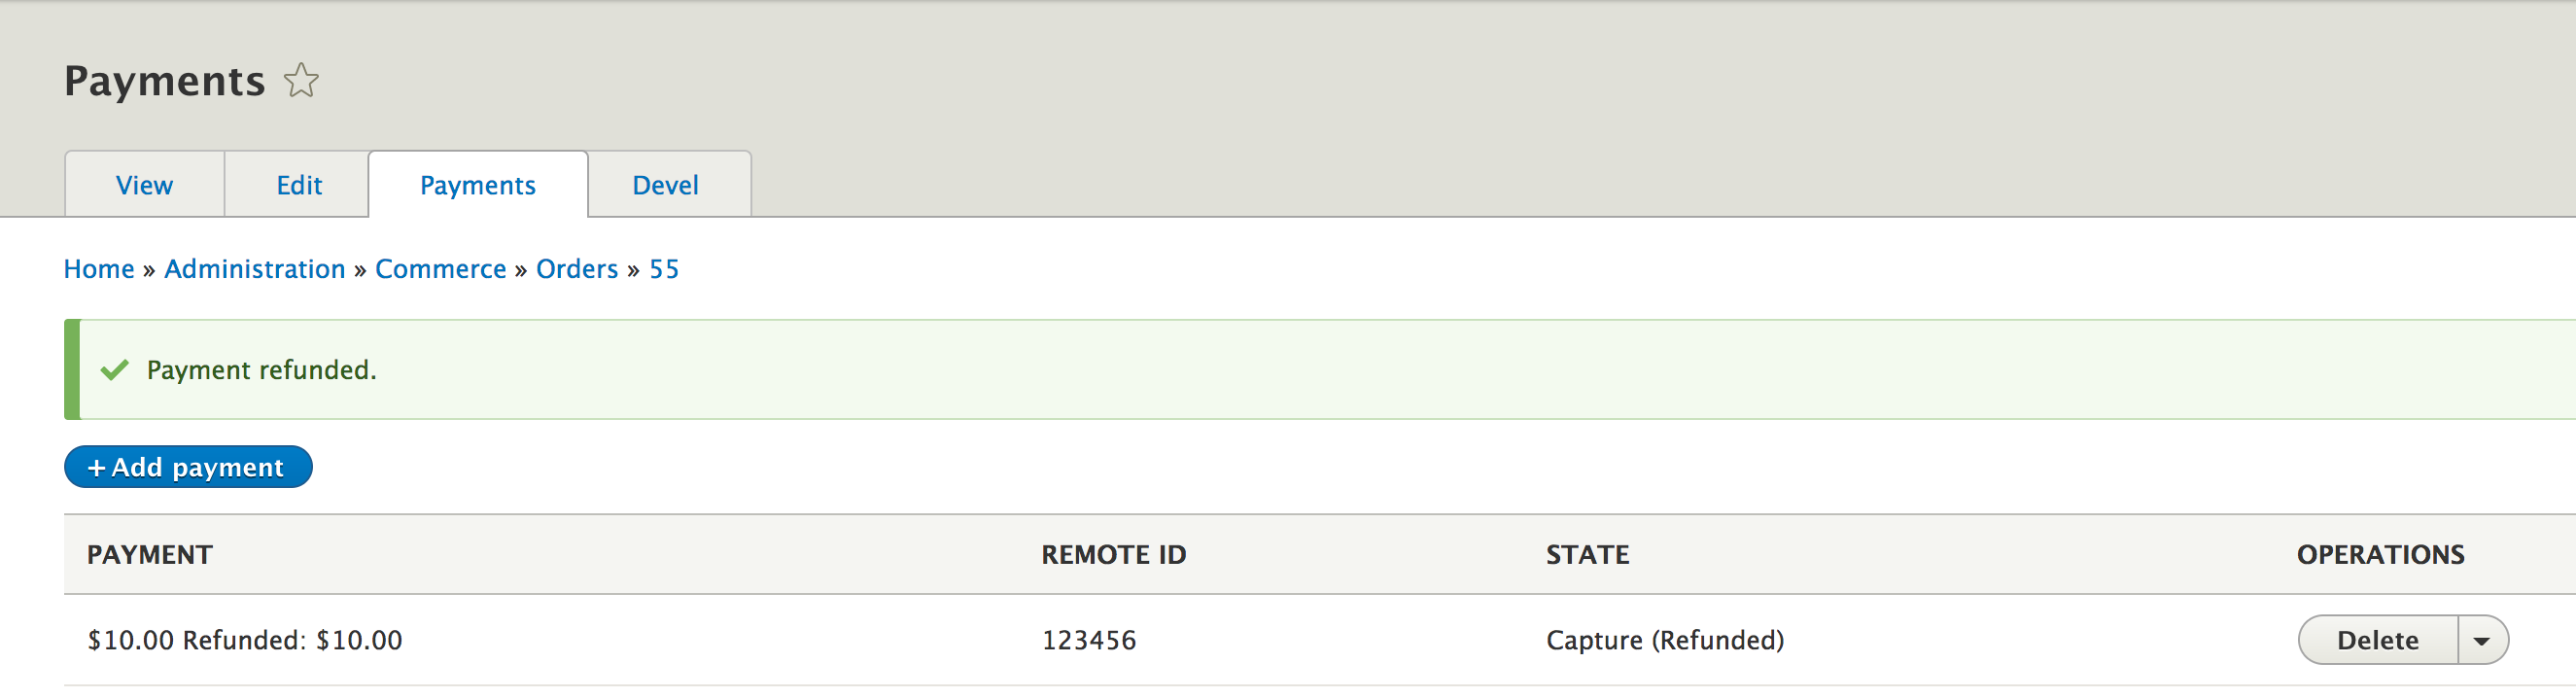 Payments
View Edit Payments Devel
Home » Administration » Commerce » Orders » 55
Payment refunded.
+ Add payment
PAYMENT REMOTE ID STATE OPERATIONS
$10.00 Refunded: $10.00 123456 Capture (Refunded) Delete